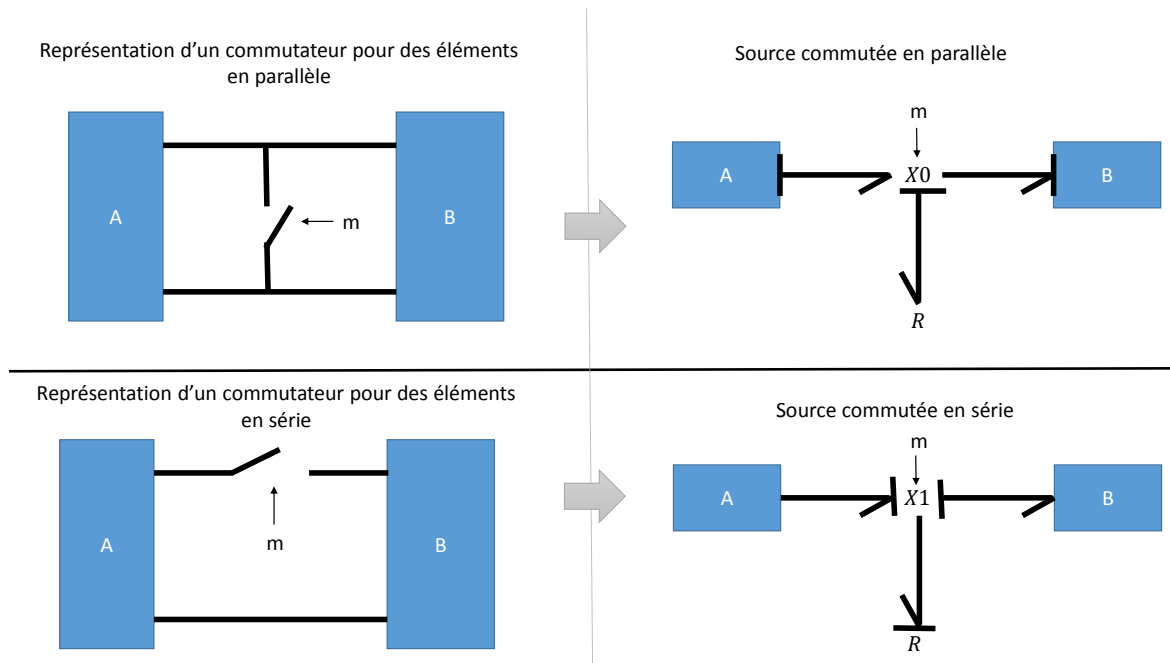 Représentation d'un commutateur pour des éléments
en parallèle
A
B
m
Source commutée en parallèle
m
A
X0
B
R
Représentation d'un commutateur pour des éléments
en série
A
B
m
Source commutée en série
m
A
X1
B
R